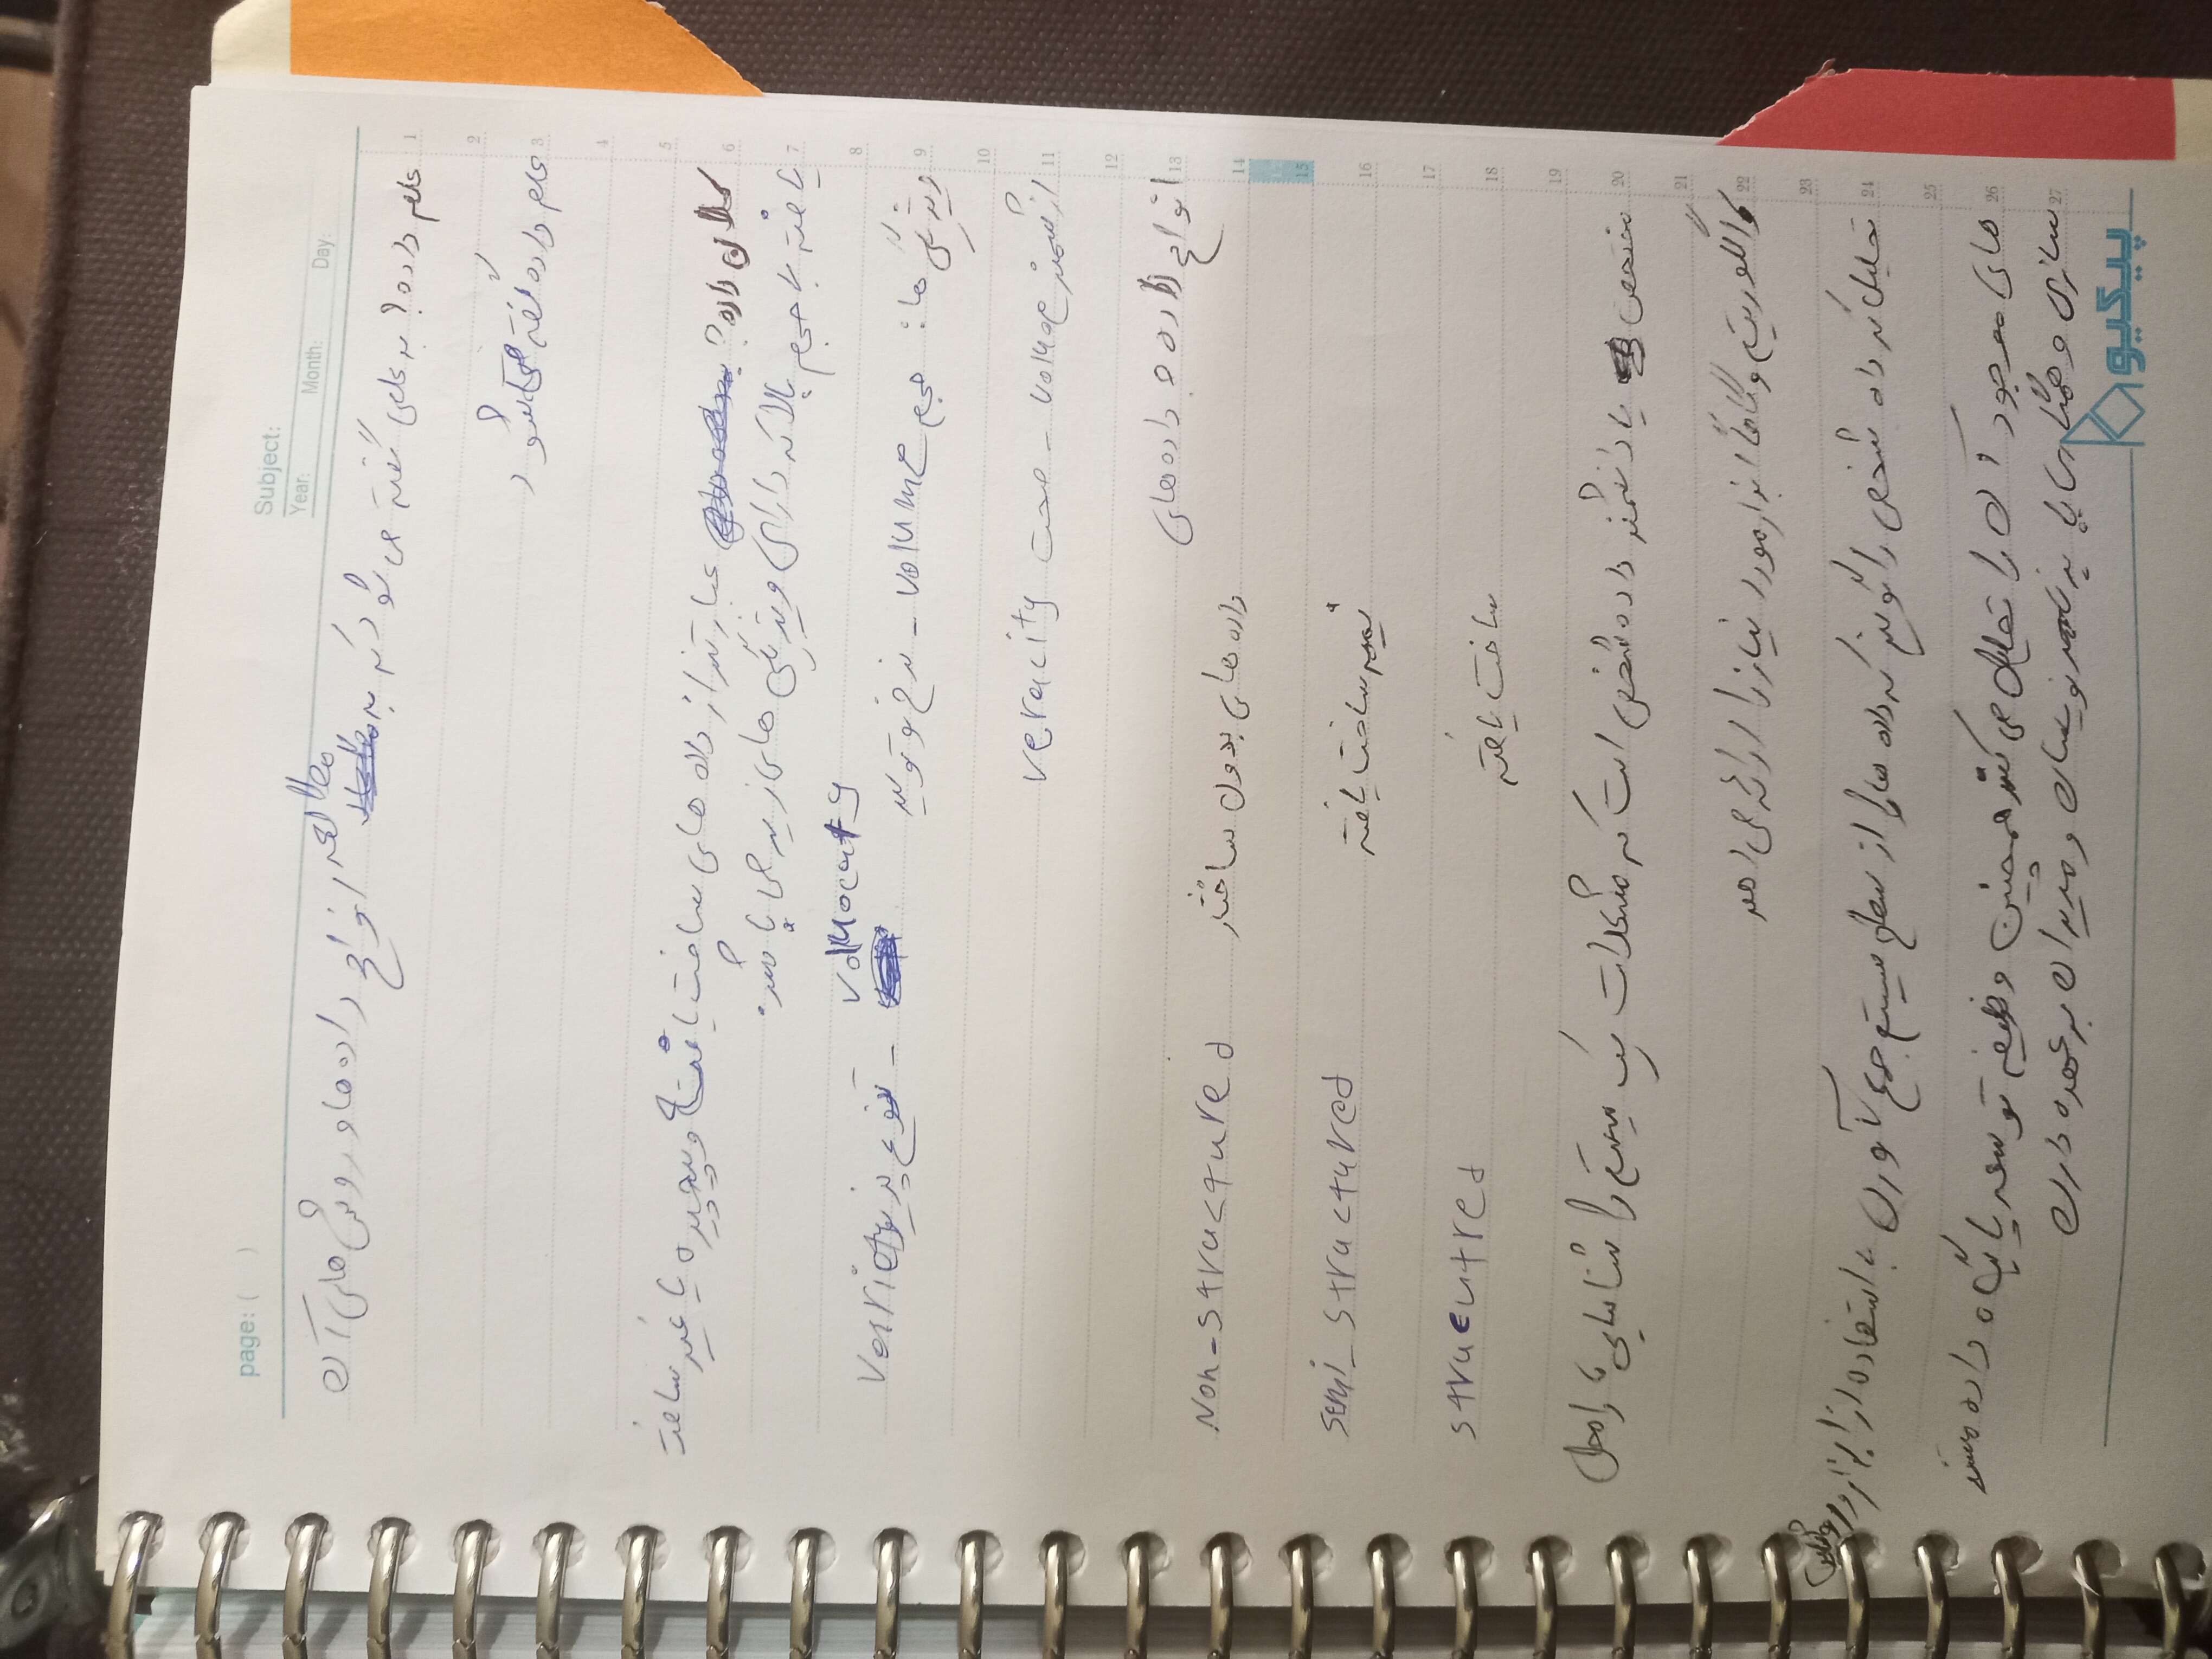 page: ( )
Subject:
Year: Month: Day:
علم داده؟ به علمی گفته می شود که به مطالعه انواع داده ها و روش های آن
علم داده گفته می شود
کلان داده؟ عبارتند از داده های ساخت یافته و پیچیده یا غیر ساخت
یافته با حجم بالا که دارای ویژگی های زیر می باشد.
ویژگی ها: حجم volume - نرخ تولید - تنوع پذیری
ارزشمند - صحت veracity
انواع داده داده های
داده های بدون ساختار Non-structured
نیمه ساخت یافته semi-structured
ساخت یافته strucutred
متخصص یا دانشمند داده شخصی است که مشکلات یک سیستم را شناسایی، راه حل
و الگوریتم و گاهاً ابزار مورد نیاز را ارائه می دهد
تحلیل گر داده شخصی را گویند که داده ها را از سطح سیستم جمع آوری با استفاده از ابزار و
های موجود آن را تحلیل می کند همچنین وظیفه توسعه پایگاه داده مستند
سازی و همکاری با برنامه نویسان و مدیران بر عهده دارد
پیکیو
1
2
3
4
5
6
7
8
9
10
11
12
13
14
15
16
17
18
19
20
21
22
23
24
25
26
27